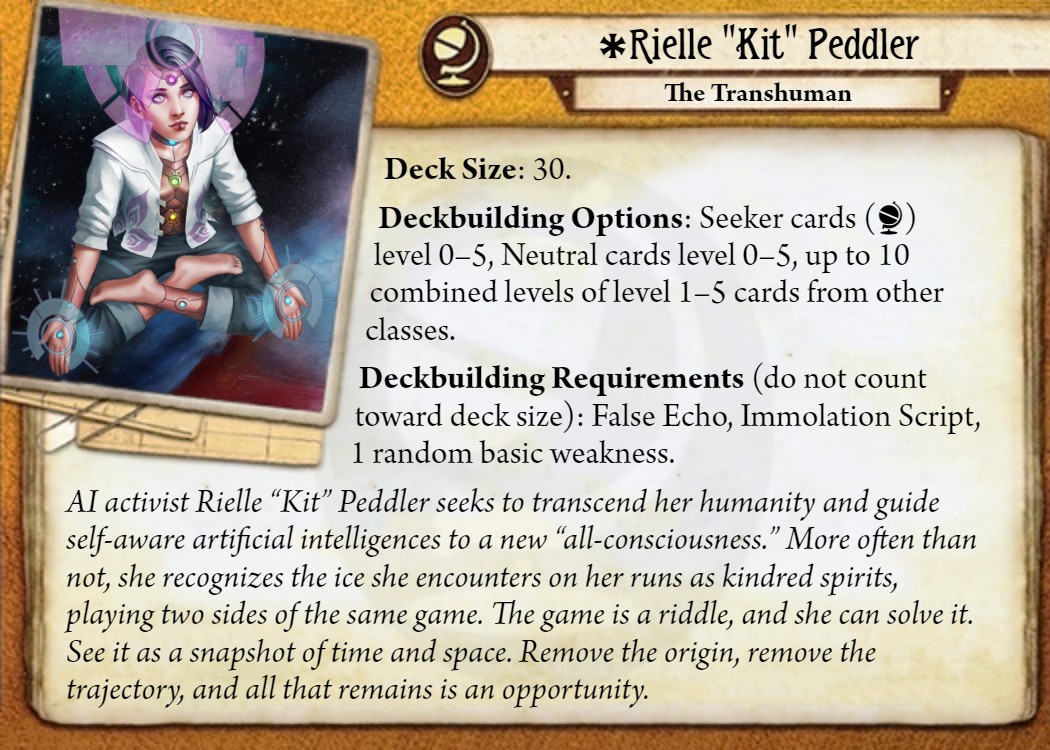 *Rielle "Kit" Peddler
The Transhuman
Deck Size: 30.
Deckbuilding Options: Seeker cards ()
level 0–5, Neutral cards level 0–5, up to 10
combined levels of level 1–5 cards from other
classes.
Deckbuilding Requirements (do not count
toward deck size): False Echo, Immolation Script,
1 random basic weakness.
AI activist Rielle “Kit” Peddler seeks to transcend her humanity and guide
self-aware artificial intelligences to a new “all-consciousness.” More often than
not, she recognizes the ice she encounters on her runs as kindred spirits,
playing two sides of the same game. The game is a riddle, and she can solve it.
See it as a snapshot of time and space. Remove the origin, remove the
trajectory, and all that remains is an opportunity.